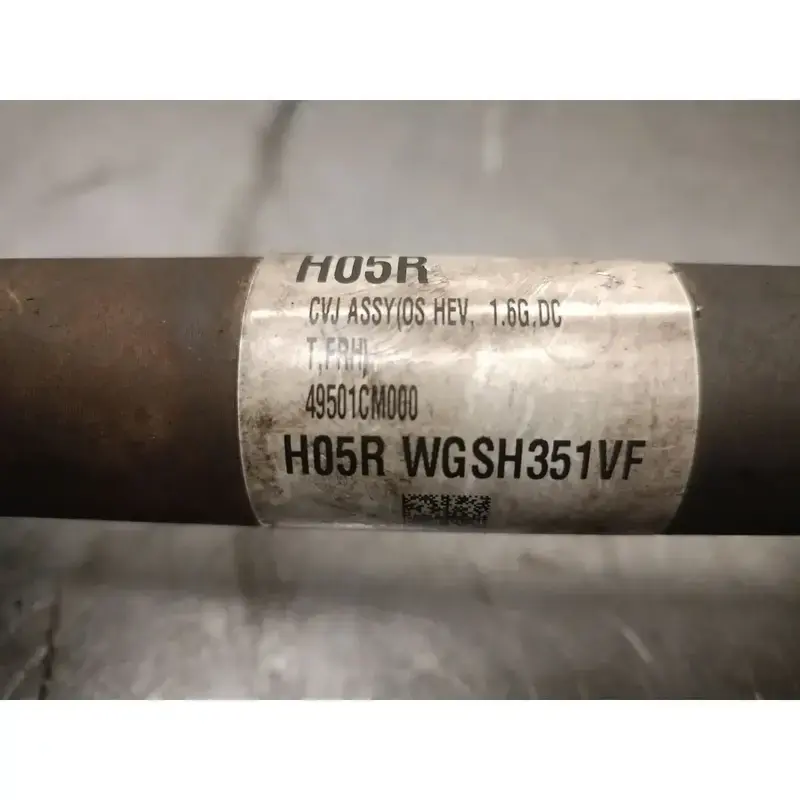 H05R
CVJ ASSY(OS HEV, 1.6G,DC
T,FRH)
49501CM000
H05R WGSH351VF